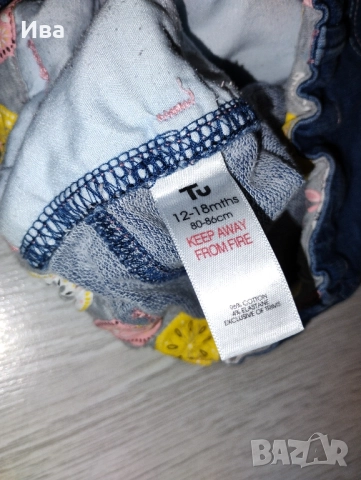 Ива
Tu
12-18mths
80-86cm
KEEP AWAY
FROM FIRE
96% COTTON
4% ELASTANE
EXCLUSIVE OF TRIMS
BAZAR